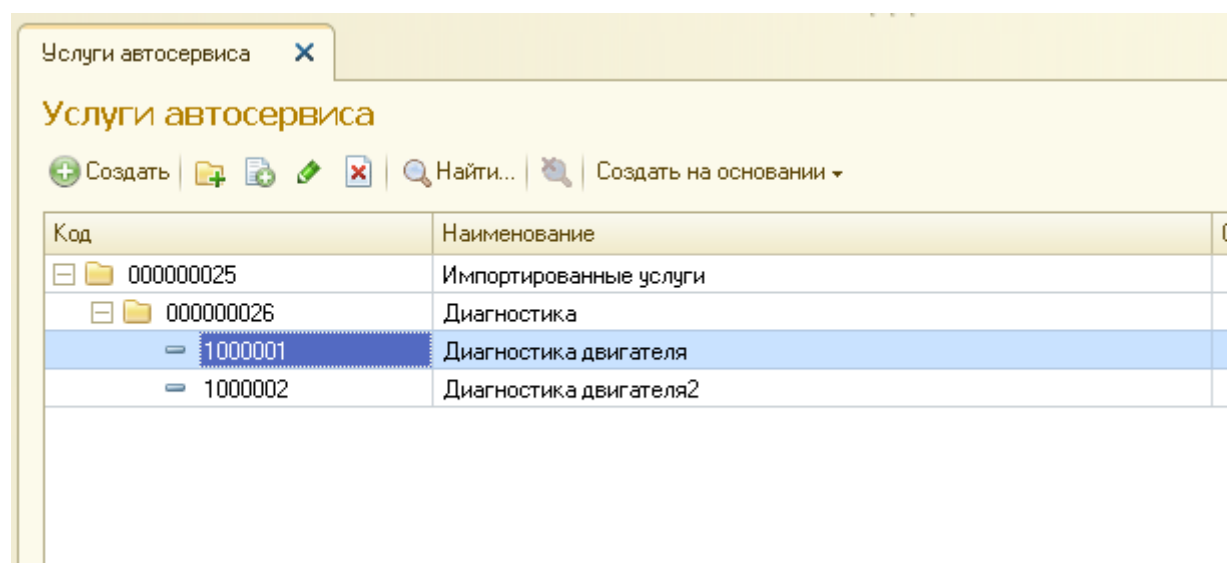 Услуги автосервиса
Услуги автосервиса
Создать Найти... Создать на основании
Код Наименование
000000025 Импортированные услуги
000000026 Диагностика
1000001 Диагностика двигателя
1000002 Диагностика двигателя2